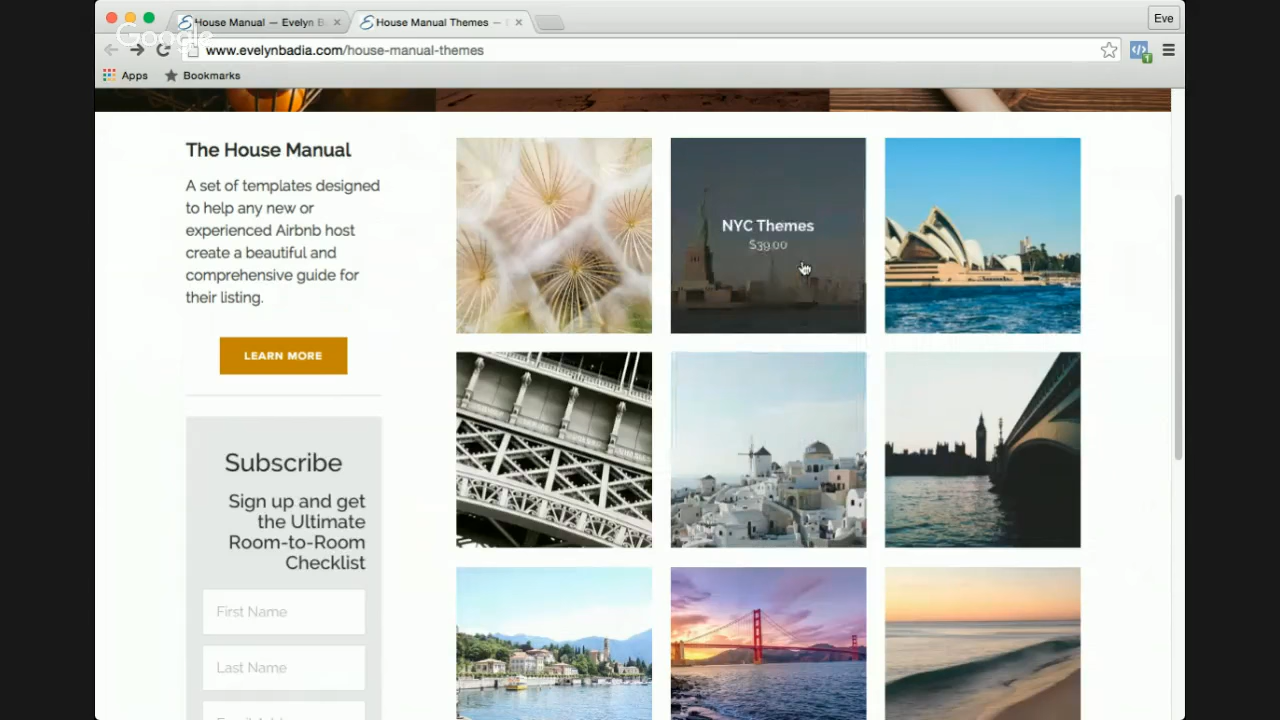 House Manual — Evelyn B
House Manual Themes —
Eve
Google
www.evelynbadia.com/house-manual-themes
1
Apps
Bookmarks
The House Manual
A set of templates designed
to help any new or
experienced Airbnb host
create a beautiful and
comprehensive guide for
their listing.
LEARN MORE
Subscribe
Sign up and get
the Ultimate
Room-to-Room
Checklist
First Name
Last Name
NYC Themes
$39.00